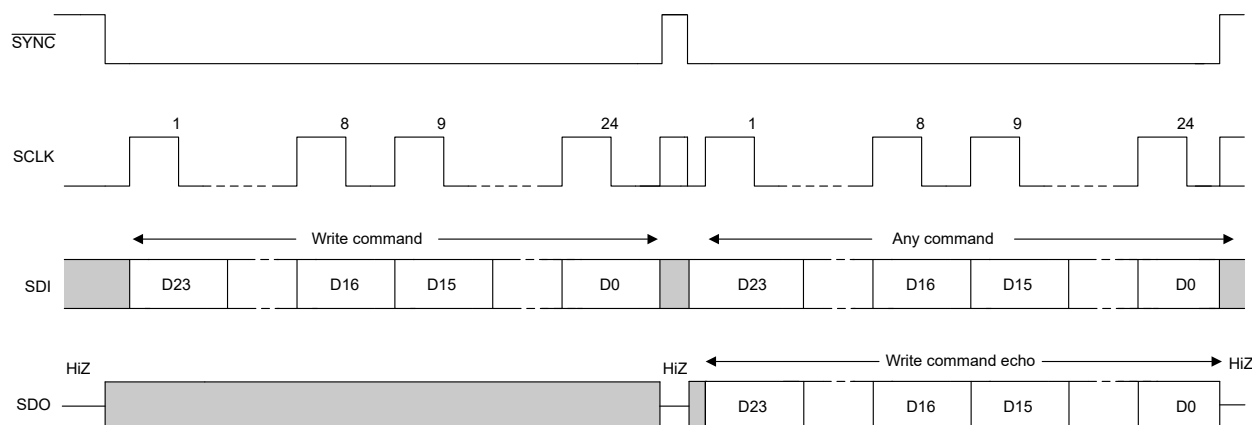 SYNC
1 8 9 24 1 8 9 24
SCLK
Write command Any command
SDI D23 D16 D15 D0 D23 D16 D15 D0
HiZ HiZ Write command echo HiZ
SDO D23 D16 D15 D0